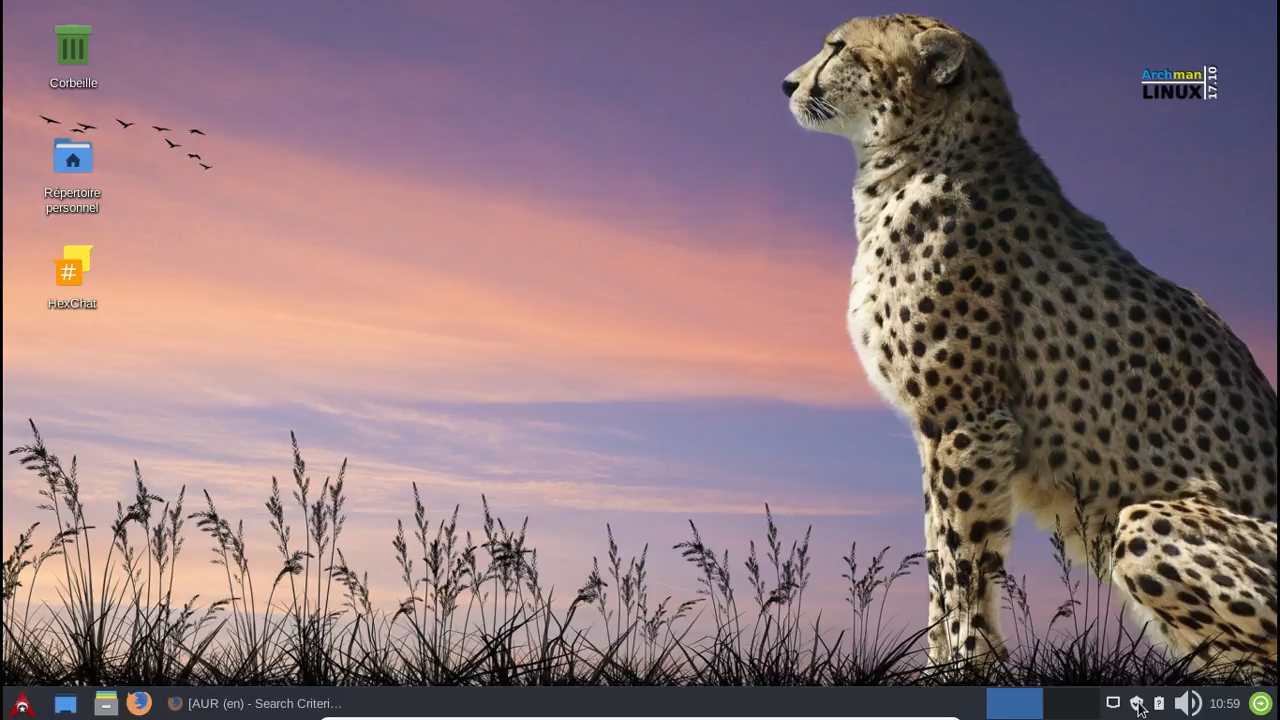 Corbeille
Archman
LINUX
17.10
Répertoire
personnel
#
HexChat
[AUR (en) - Search Criteri...
10:59